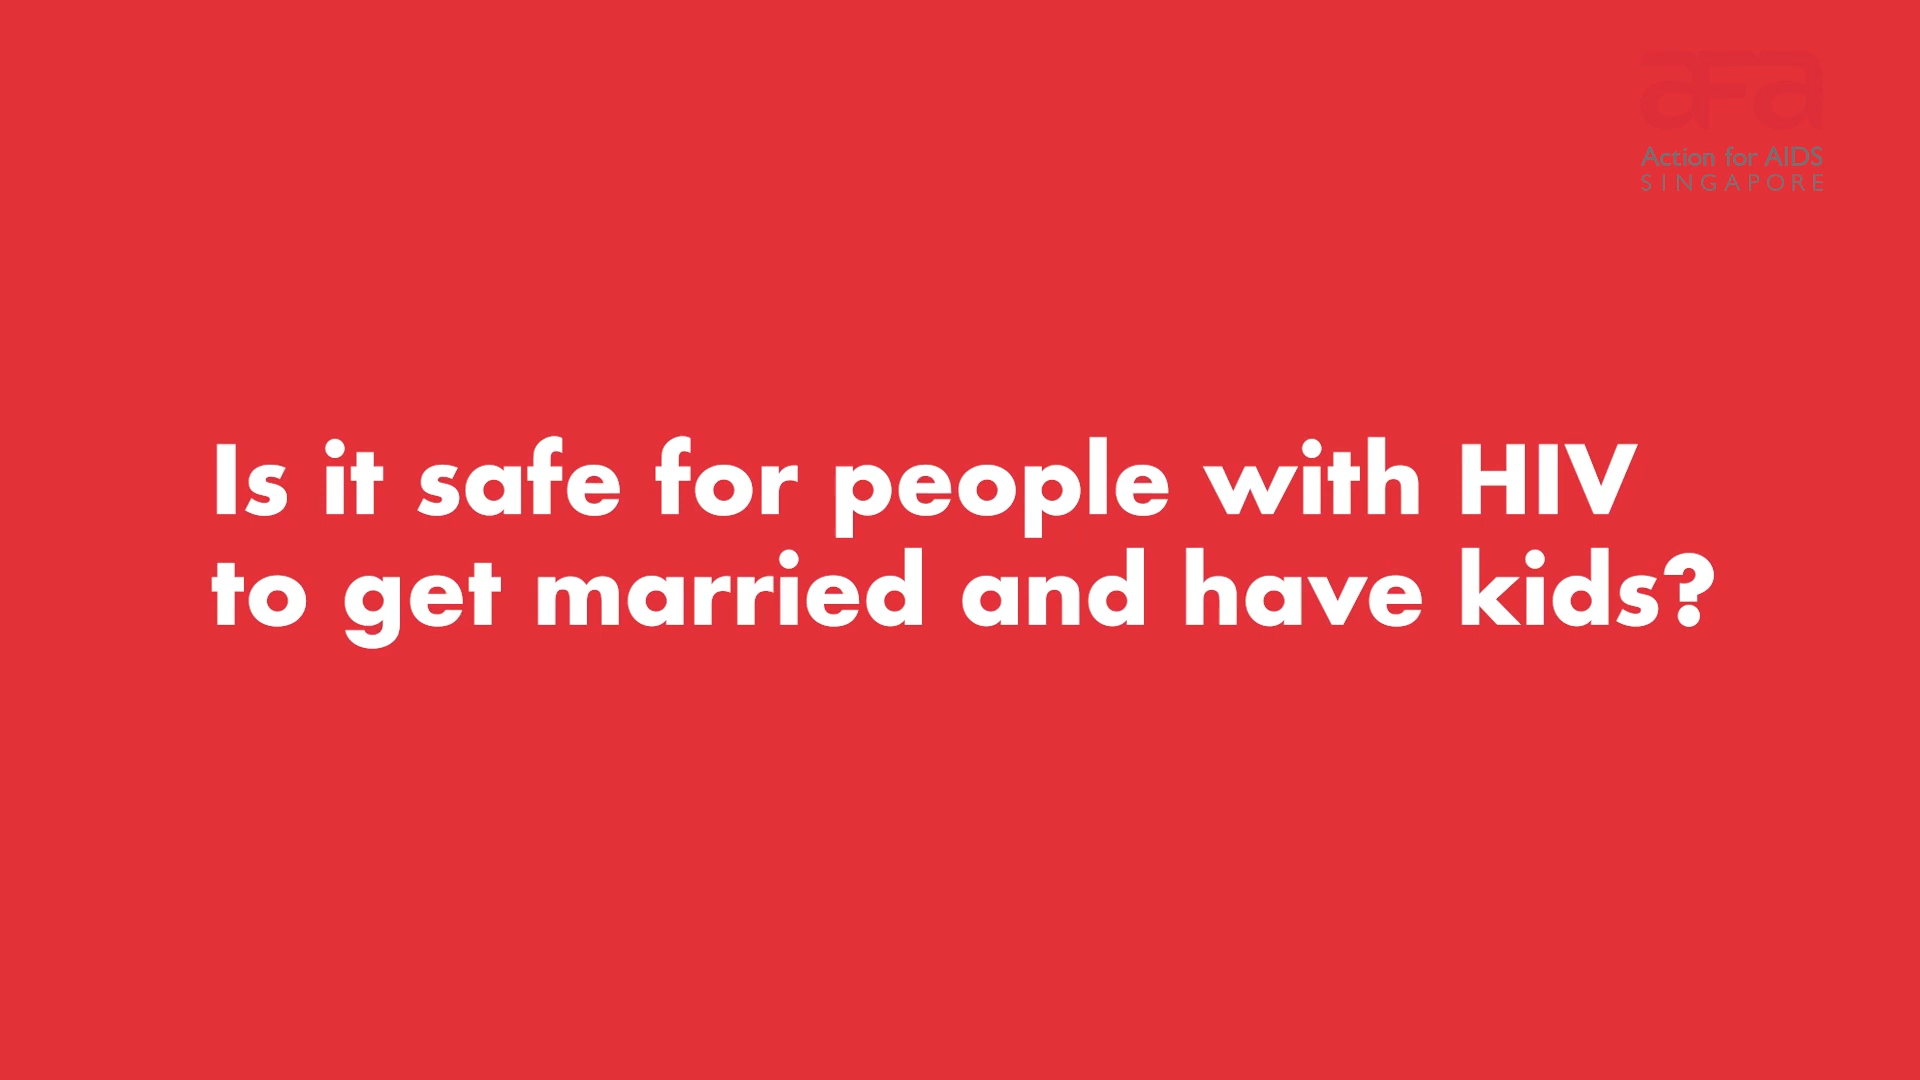 aFa
Action for AIDS
SINGAPORE
Is it safe for people with HIV
to get married and have kids?